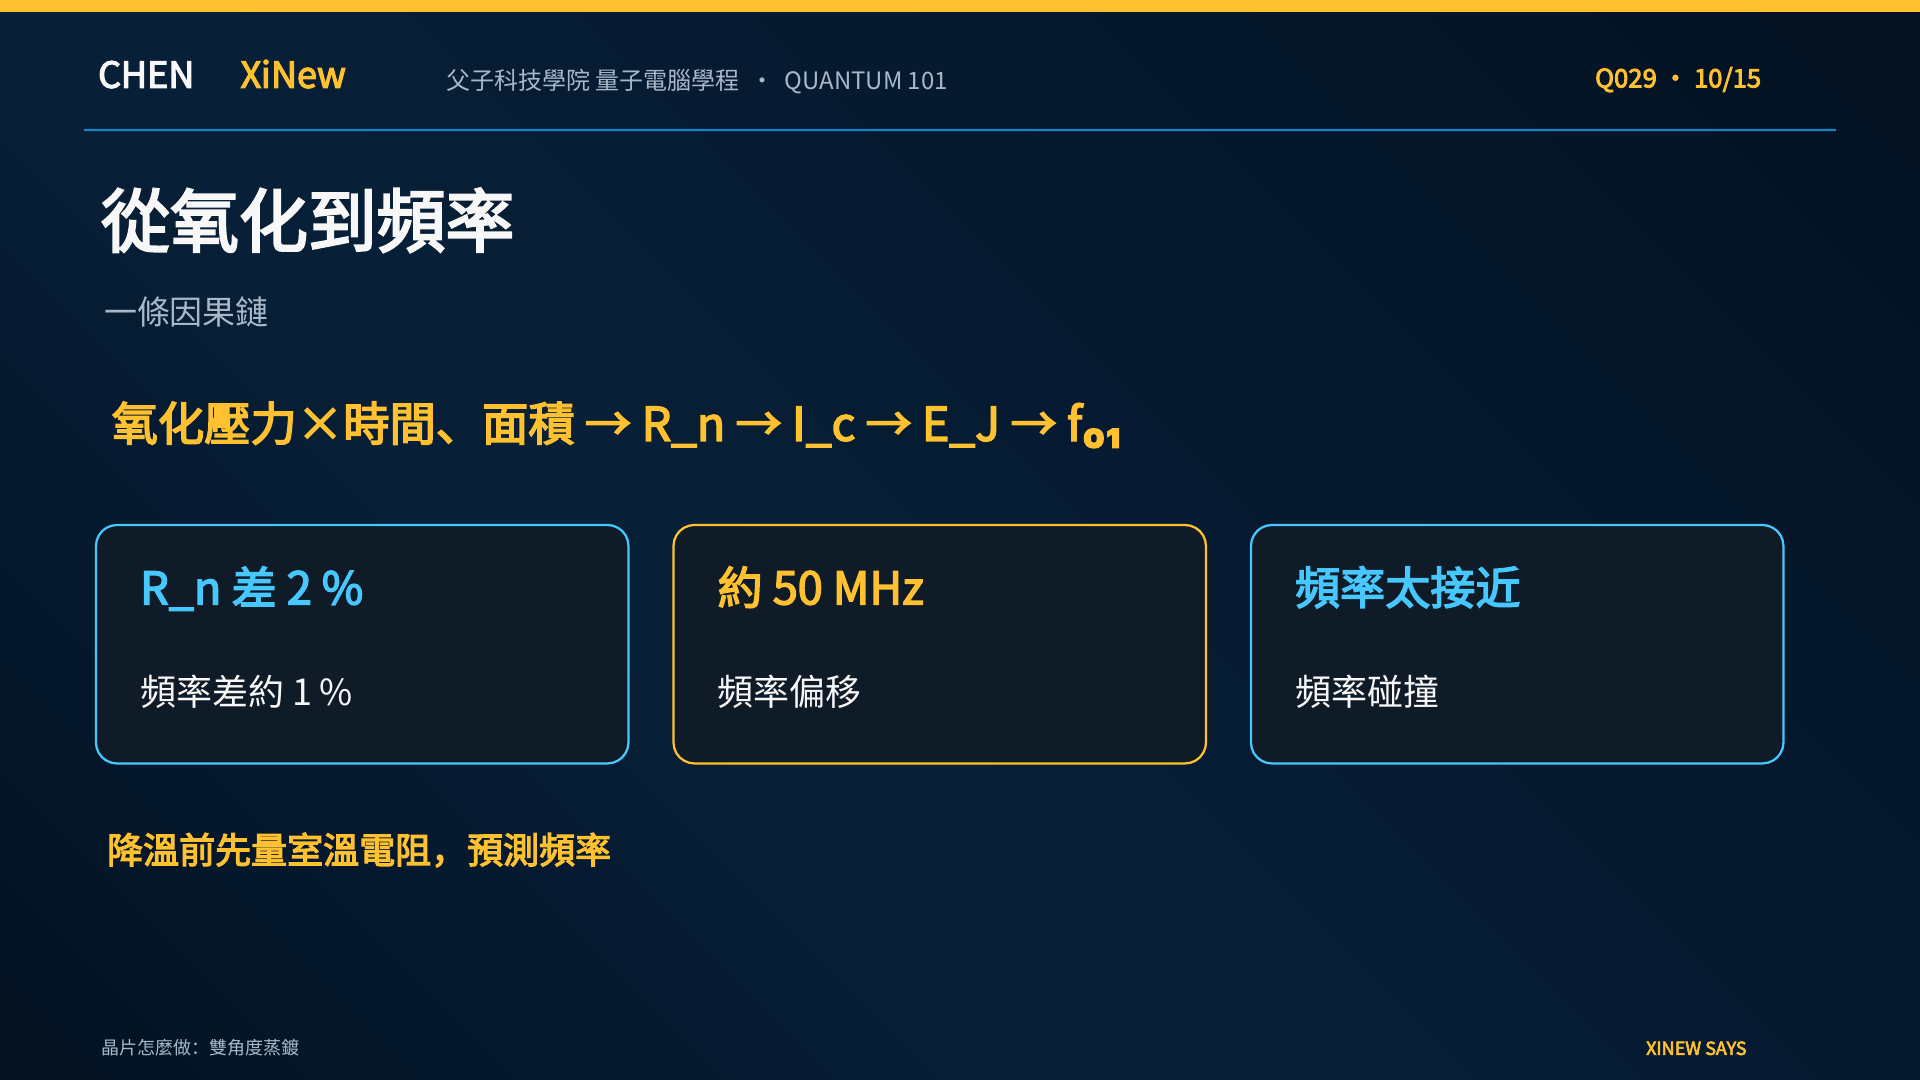 CHEN XiNew 父子科技學院 量子電腦學程 · QUANTUM 101 Q029 · 10/15
從氧化到頻率
一條因果鏈
氧化壓力×時間、面積 → R_n → I_c → E_J → f₀₁
R_n 差 2 %
頻率差約 1 %
約 50 MHz
頻率偏移
頻率太接近
頻率碰撞
降溫前先量室溫電阻，預測頻率
晶片怎麼做：雙角度蒸鍍
XINEW SAYS